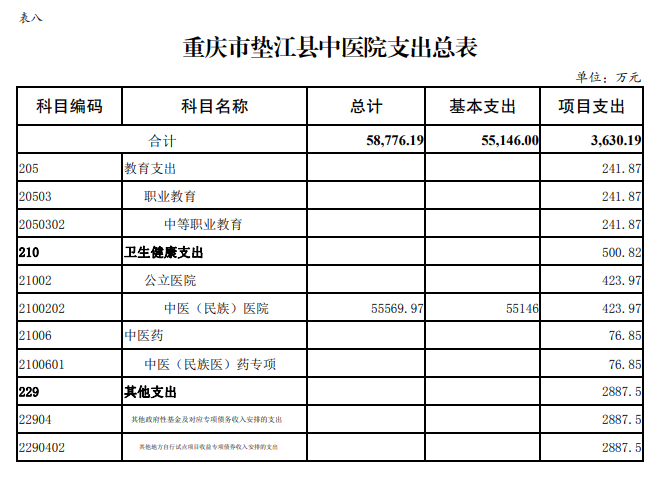 表八
重庆市垫江县中医院支出总表
单位：万元
科目编码 科目名称 总计 基本支出 项目支出
合计 58,776.19 55,146.00 3,630.19
205 教育支出 241.87
20503 职业教育 241.87
2050302 中等职业教育 241.87
210 卫生健康支出 500.82
21002 公立医院 423.97
2100202 中医（民族）医院 55569.97 55146 423.97
21006 中医药 76.85
2100601 中医（民族医）药专项 76.85
229 其他支出 2887.5
22904 其他政府性基金及对应专项债务收入安排的支出 2887.5
2290402 其他地方自行试点项目收益专项债券收入安排的支出 2887.5